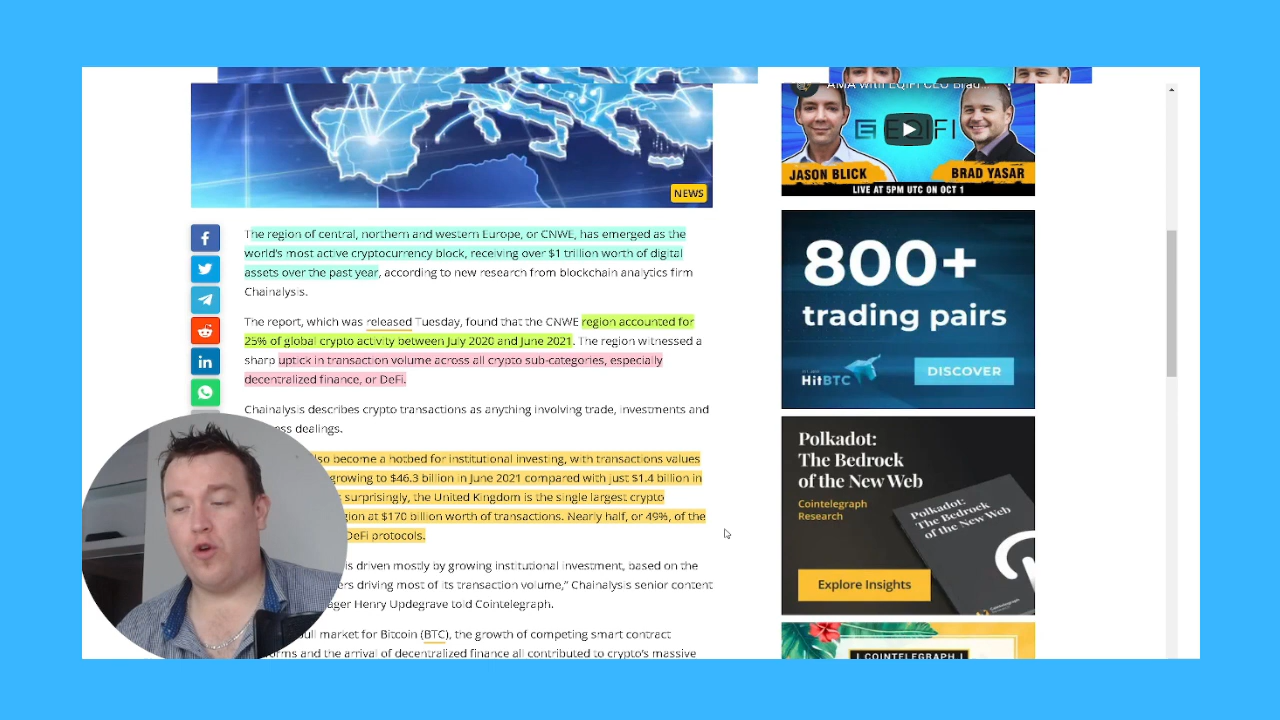 NEWS
The region of central, northern and western Europe, or CNWE, has emerged as the
world's most active cryptocurrency block, receiving over $1 trillion worth of digital
assets over the past year, according to new research from blockchain analytics firm
Chainalysis.
The report, which was released Tuesday, found that the CNWE region accounted for
25% of global crypto activity between July 2020 and June 2021. The region witnessed a
sharp uptick in transaction volume across all crypto sub-categories, especially
decentralized finance, or DeFi.
Chainalysis describes crypto transactions as anything involving trade, investments and
dealings.
become a hotbed for institutional investing, with transactions values
growing to $46.3 billion in June 2021 compared with just $1.4 billion in
surprisingly, the United Kingdom is the single largest crypto
at $170 billion worth of transactions. Nearly half, or 49%, of the
DeFi protocols.
is driven mostly by growing institutional investment, based on the
driving most of its transaction volume," Chainalysis senior content
Henry Updegrave told Cointelegraph.
market for Bitcoin (BTC), the growth of competing smart contract
and the arrival of decentralized finance all contributed to crypto's massive
AMA with EQIFI CEO Brad...
EQIFI
JASON BLICK
BRAD YASAR
LIVE AT 5PM UTC ON OCT 1
800+
trading pairs
HitBTC
DISCOVER
Polkadot:
The Bedrock
of the New Web
Cointelegraph
Research
Polkadot:
The Bedrock
of the New Web
Explore Insights
COINTELEGRAPH